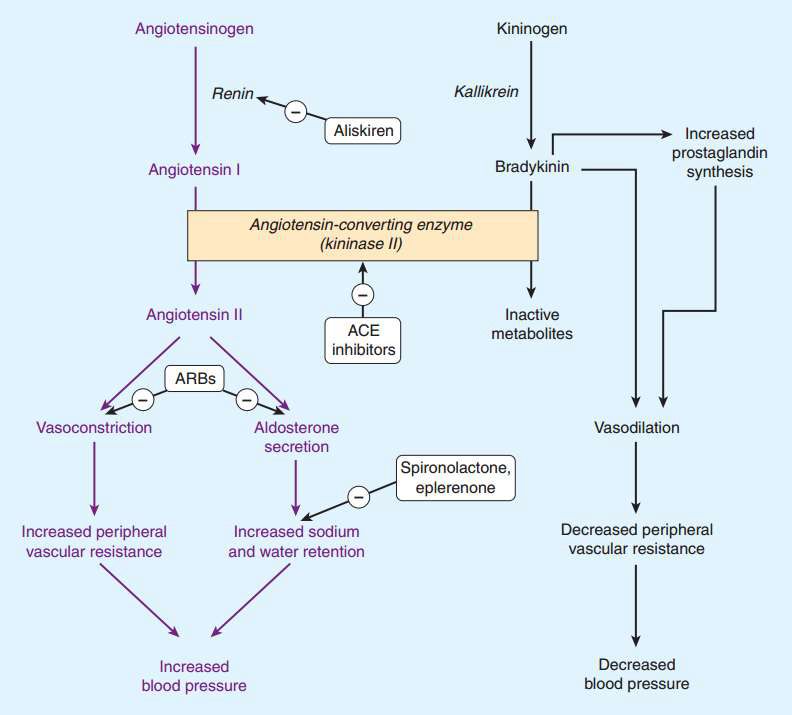 Angiotensinogen
Kininogen
Renin
Kallikrein
Aliskiren
Increased
prostaglandin
synthesis
Angiotensin I
Bradykinin
Angiotensin-converting enzyme
(kininase II)
–
–
Angiotensin II
ACE
inhibitors
Inactive
metabolites
ARBs
–
–
Vasoconstriction
Aldosterone
secretion
Vasodilation
Spironolactone,
eplerenone
–
Increased peripheral
vascular resistance
Increased sodium
and water retention
Decreased peripheral
vascular resistance
Increased
blood pressure
Decreased
blood pressure